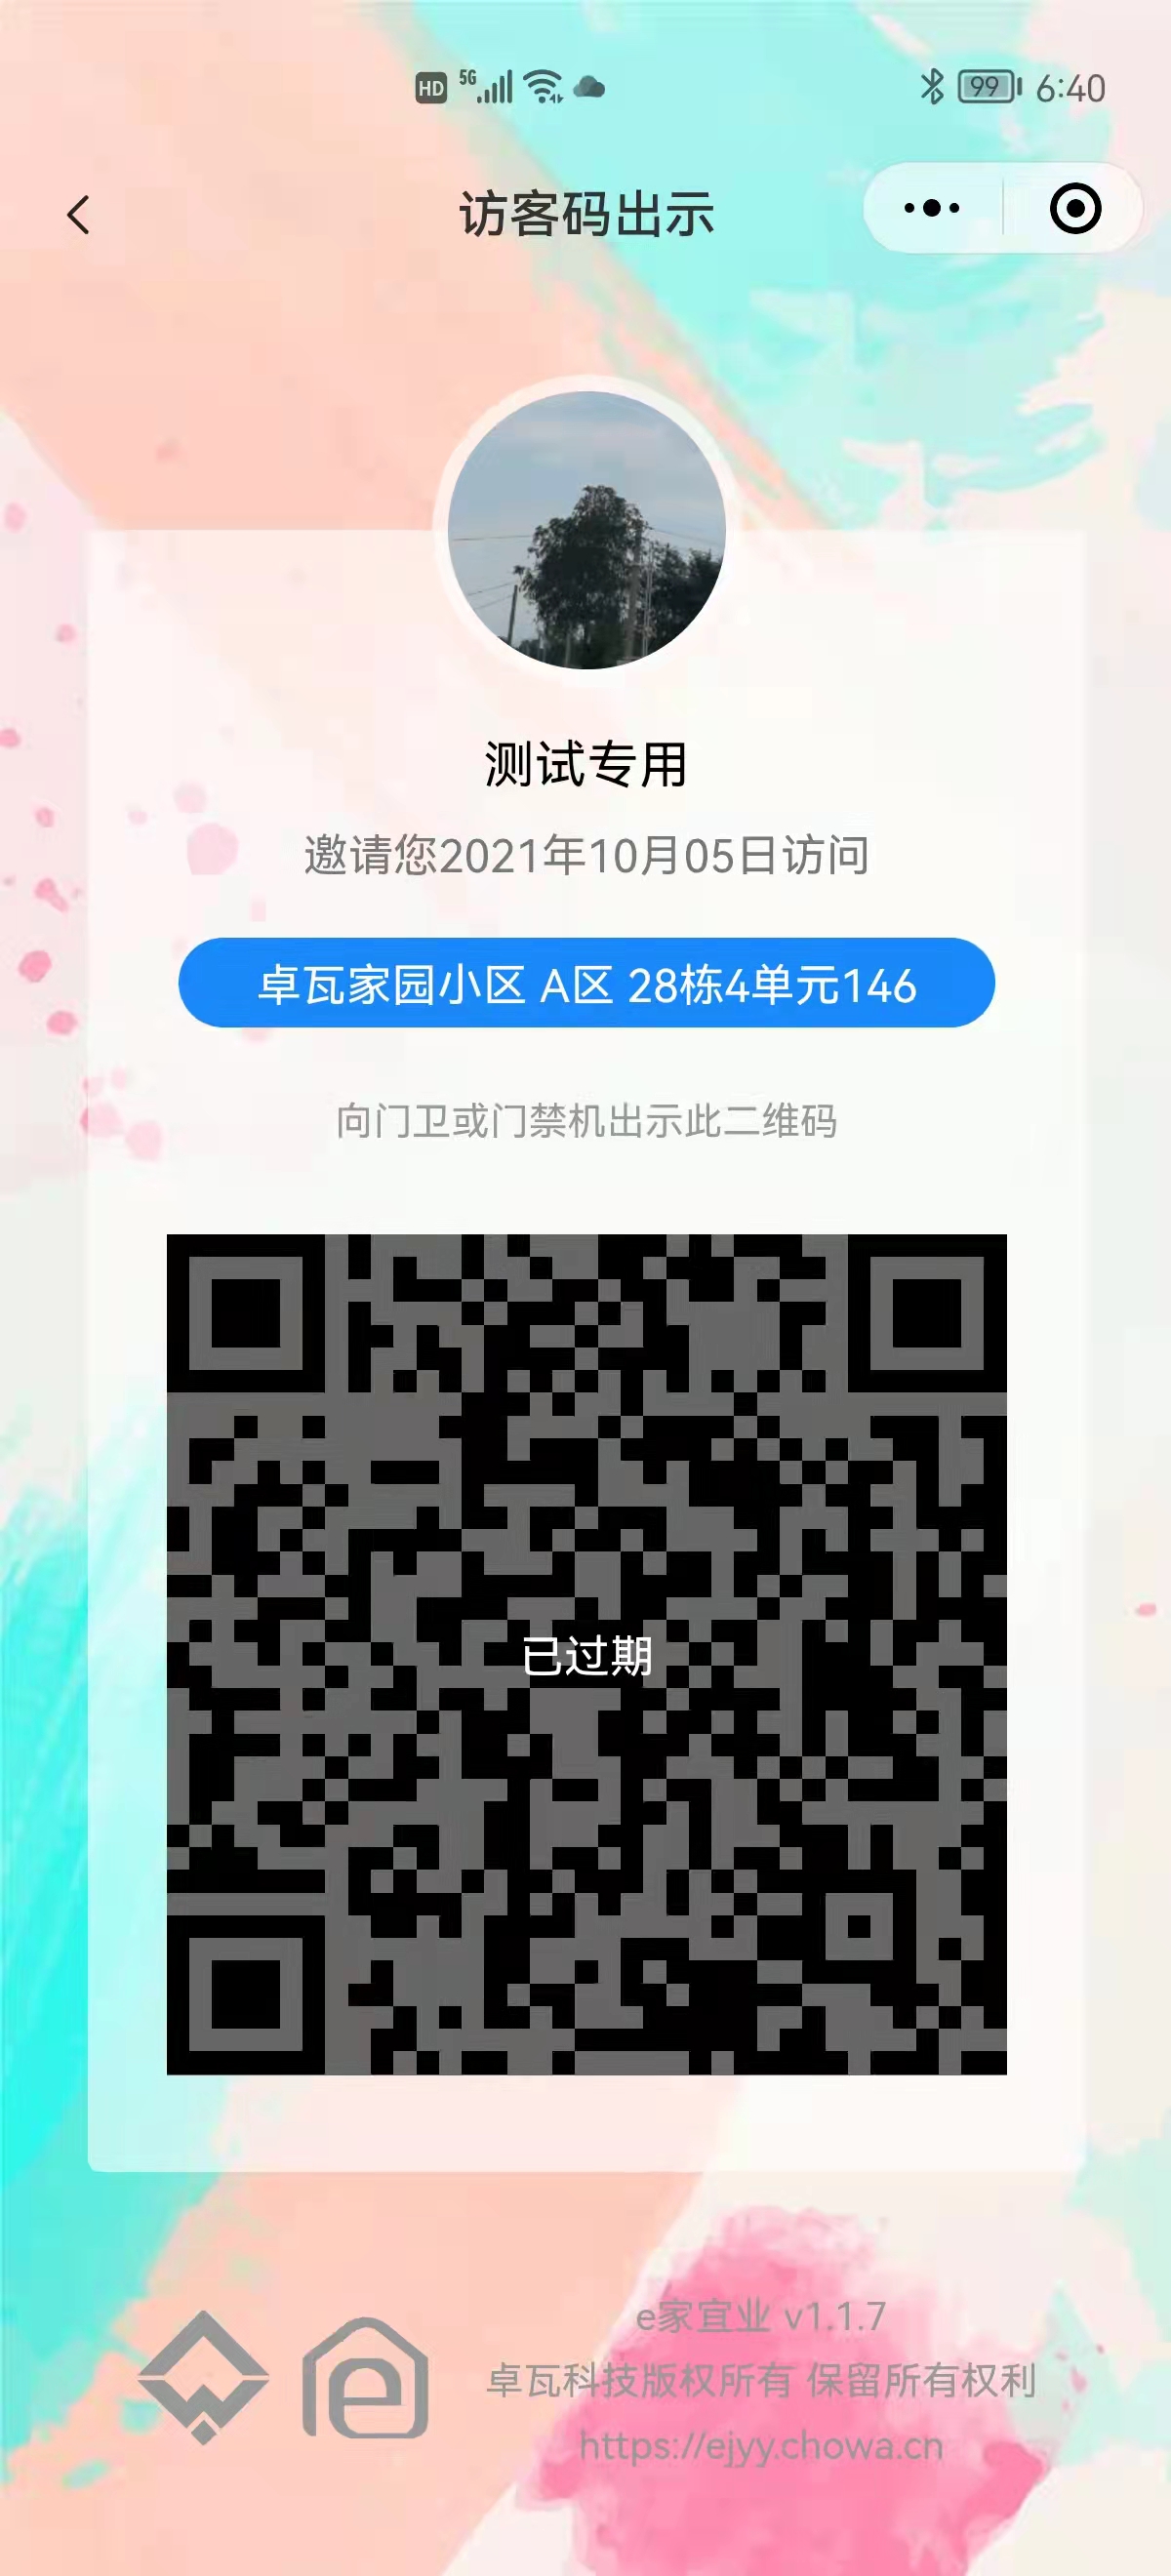 HD 5G 99 6:40
访客码出示
测试专用
邀请您2021年10月05日访问
卓瓦家园小区 A区 28栋4单元146
向门卫或门禁机出示此二维码
已过期
e家宜业 v1.1.7
卓瓦科技版权所有 保留所有权利
https://ejyy.chowa.cn